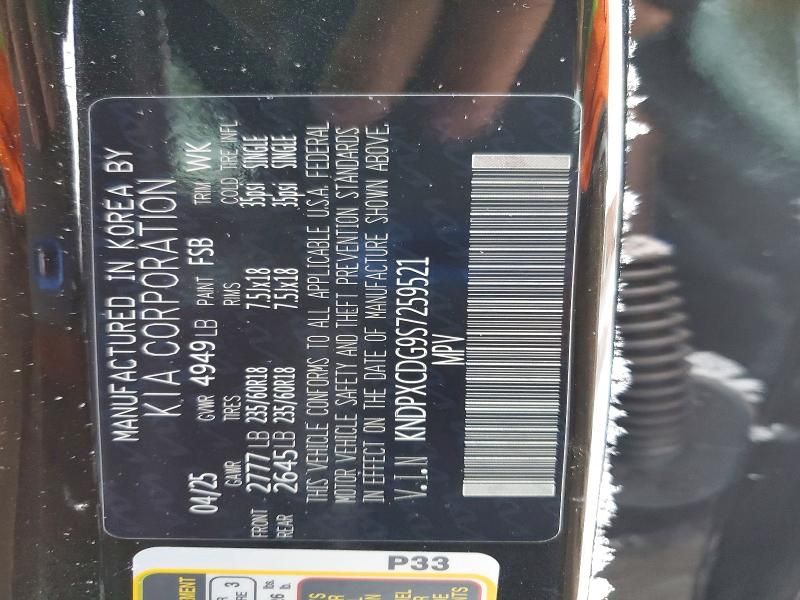 MANUFACTURED IN KOREA BY
KIA CORPORATION
04/25 GVWR 4949 LB PAINT FSB TRIM WK
GAWR TIRES RIMS COLD TIRE INFL
FRONT 2777 LB 235/60R18 7.5Jx18 35psi SINGLE
REAR 2645 LB 235/60R18 7.5Jx18 35psi SINGLE
THIS VEHICLE CONFORMS TO ALL APPLICABLE U.S.A. FEDERAL
MOTOR VEHICLE SAFETY AND THEFT PREVENTION STANDARDS
IN EFFECT ON THE DATE OF MANUFACTURE SHOWN ABOVE.
V.I.N KNDPXCDG9S7259521
MPV
P33